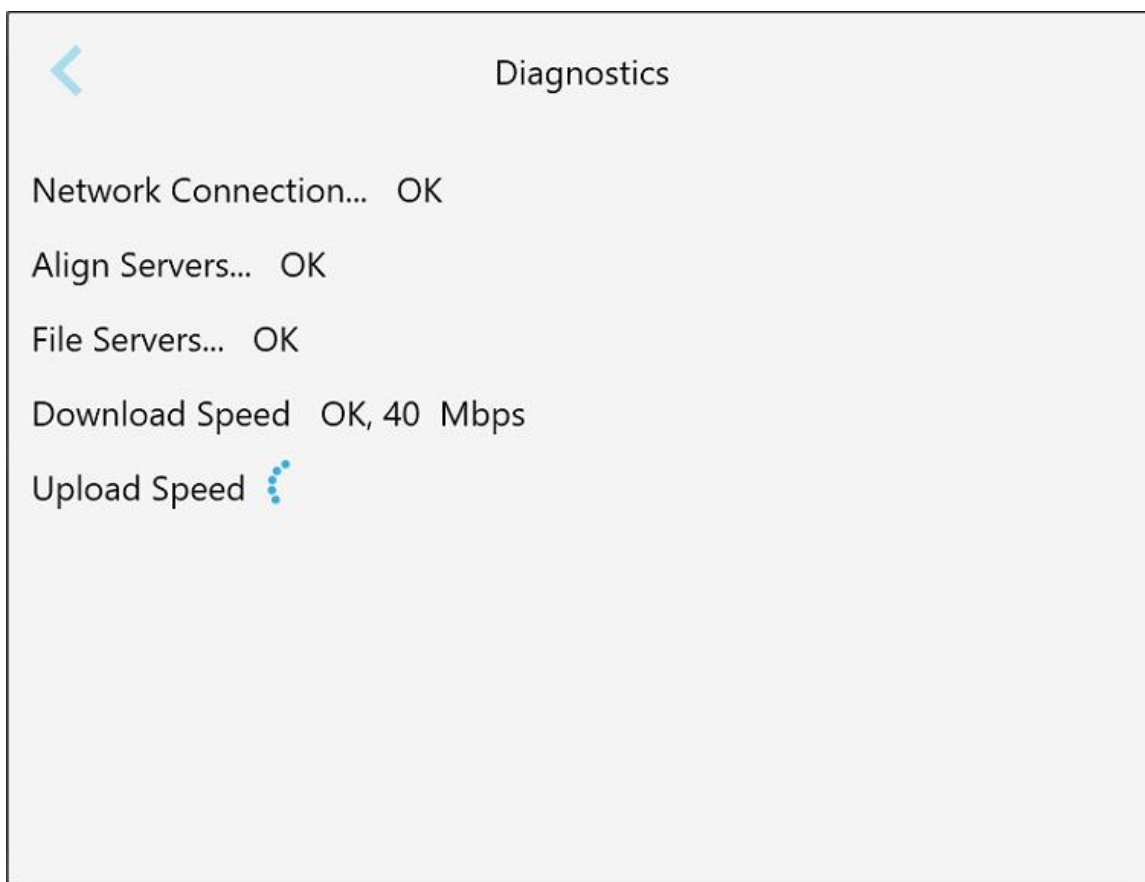 Diagnostics
Network Connection... OK
Align Servers... OK
File Servers... OK
Download Speed OK, 40 Mbps
Upload Speed